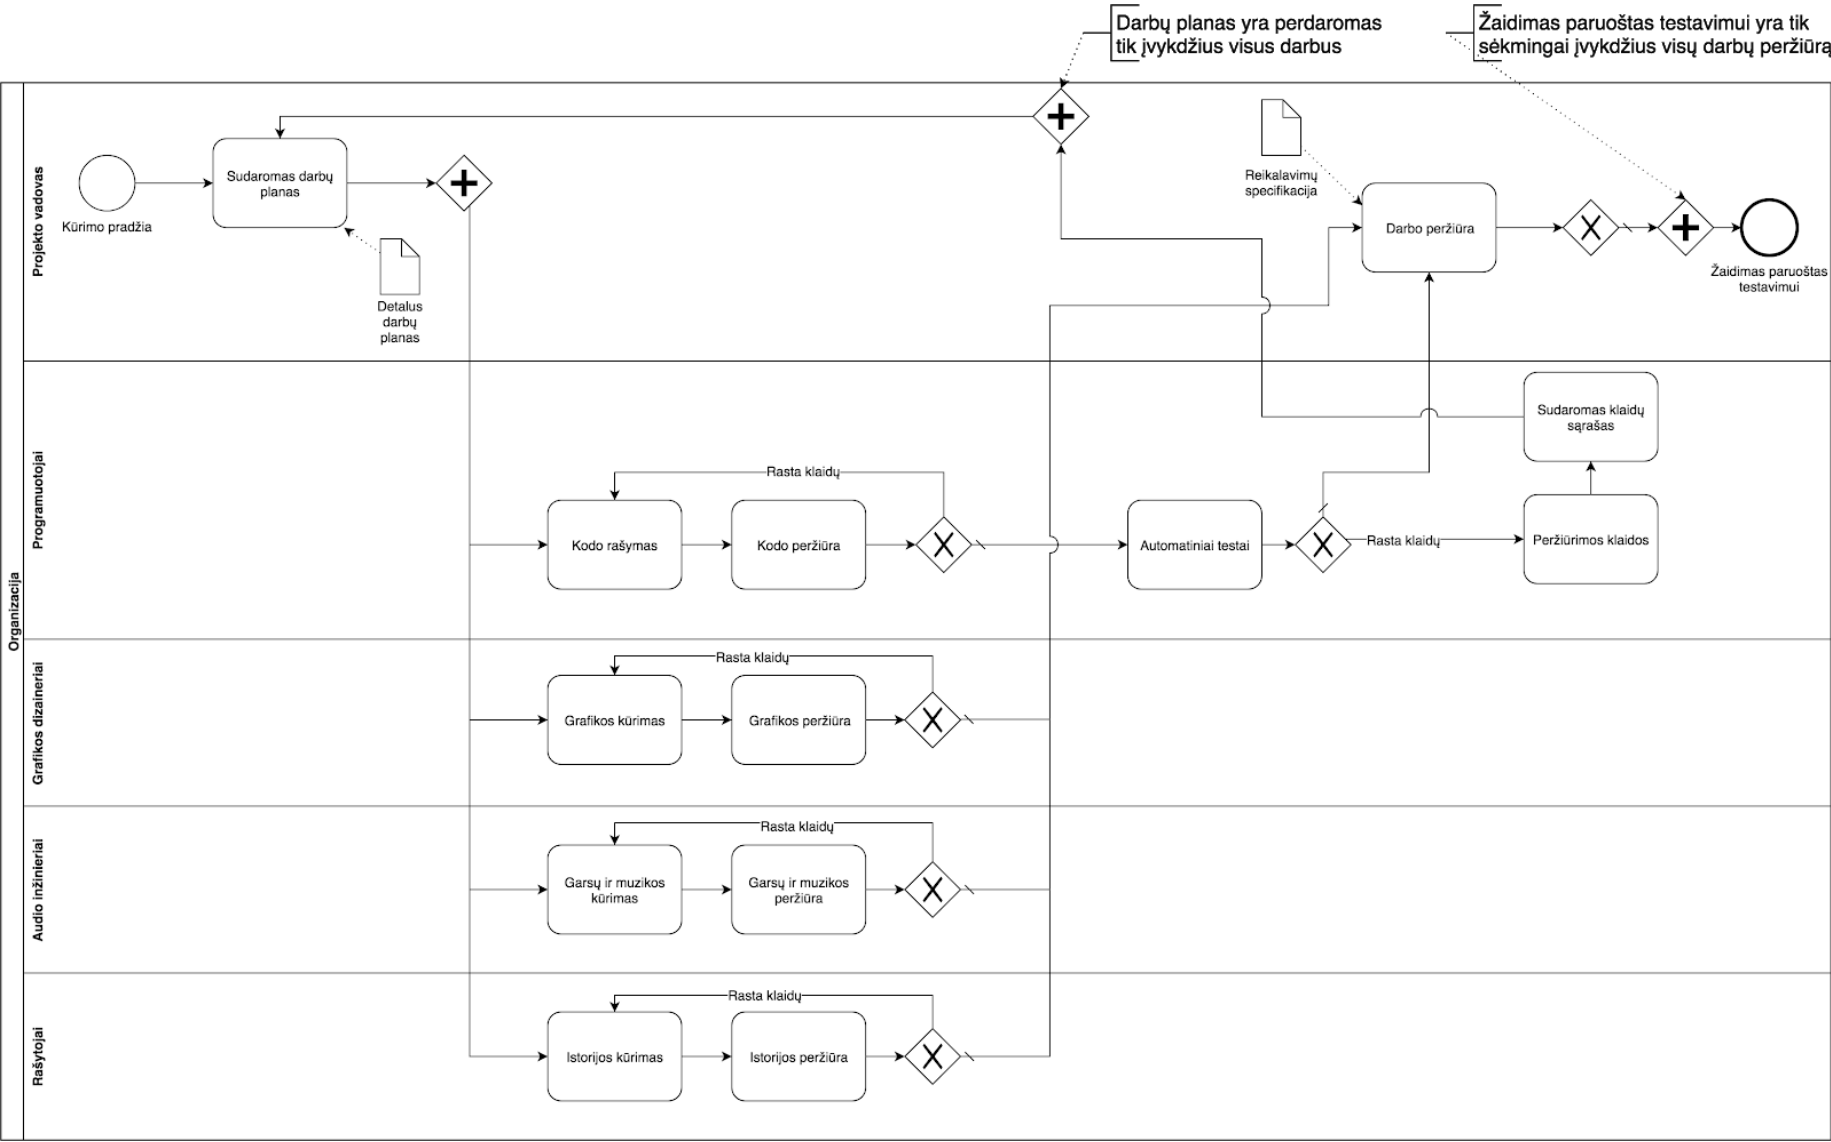 Darbų planas yra perdaromas
tik įvykdžius visus darbus
Žaidimas paruoštas testavimui yra tik
sėkmingai įvykdžius visų darbų peržiūrą
Organizacija
Projekto vadovas
Kūrimo pradžia
Sudaromas darbų
planas
Detalus
darbų
planas
Reikalavimų
specifikacija
Darbo peržiūra
Žaidimas paruoštas
testavimui
Programuotojai
Rasta klaidų
Kodo rašymas
Kodo peržiūra
Automatiniai testai
Rasta klaidų
Peržiūrimos klaidos
Sudaromas klaidų
sąrašas
Grafikos dizaineriai
Rasta klaidų
Grafikos kūrimas
Grafikos peržiūra
Audio inžinieriai
Rasta klaidų
Garsų ir muzikos
kūrimas
Garsų ir muzikos
peržiūra
Rašytojai
Rasta klaidų
Istorijos kūrimas
Istorijos peržiūra